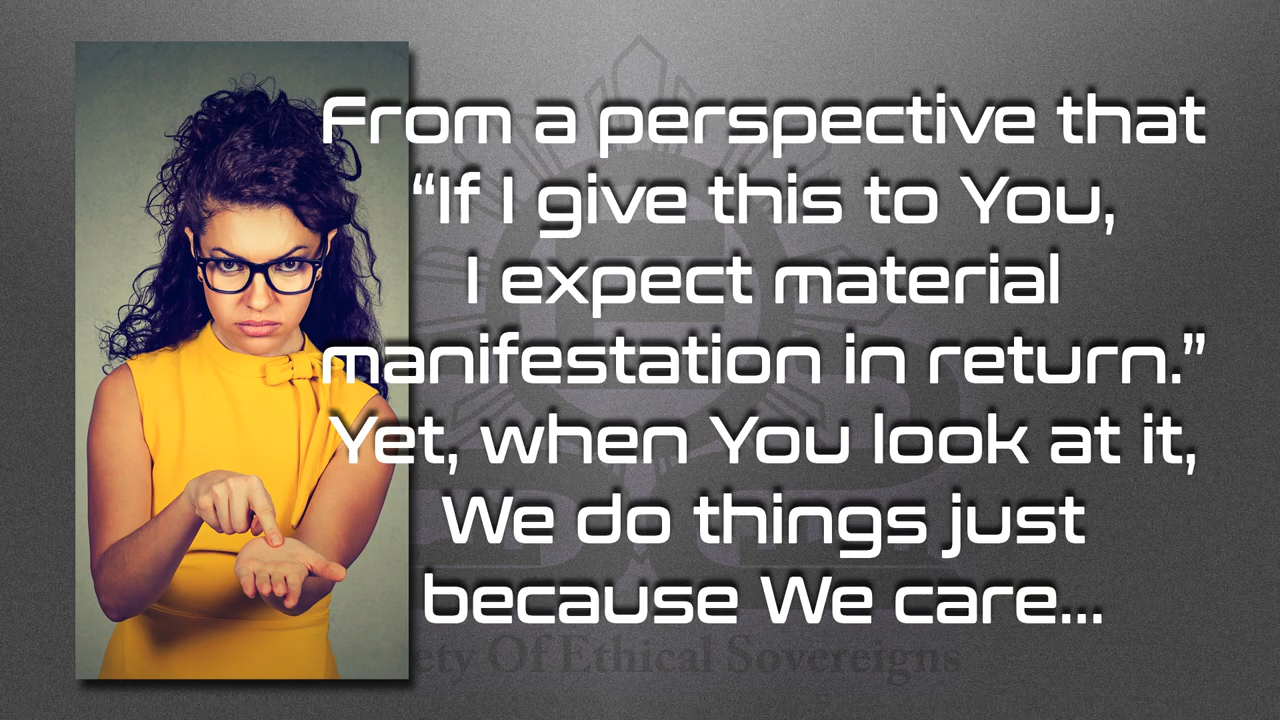 From a perspective that
“If I give this to You,
I expect material
manifestation in return.”
Yet, when You look at it,
We do things just
because We care...
ety Of Ethical Sovereigns